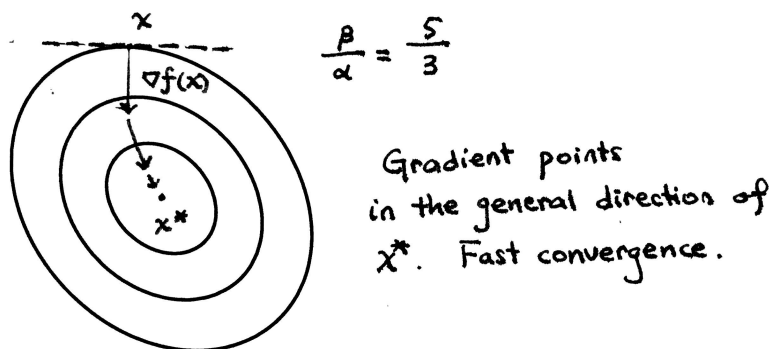 x
β/α = 5/3
∇f(x)
Gradient points
in the general direction of
x*. Fast convergence.
x*